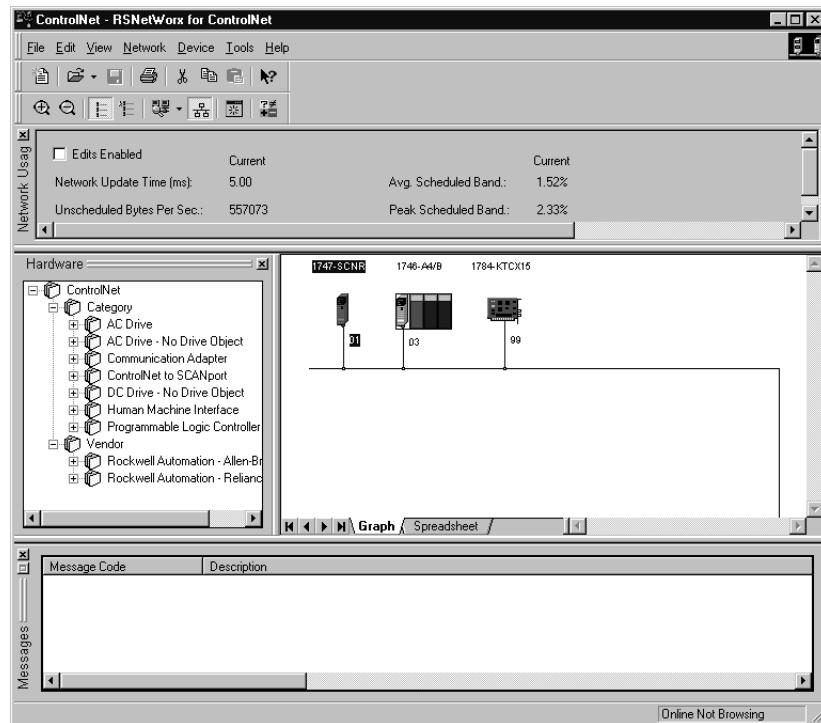 ControlNet - RSNetWorx for ControlNet
File Edit View Network Device Tools Help
Network Usag
Edits Enabled
Current
Current
Network Update Time (ms): 5.00 Avg. Scheduled Band.: 1.52%
Unscheduled Bytes Per Sec.: 557073 Peak Scheduled Band.: 2.33%
Hardware
ControlNet
Category
AC Drive
AC Drive - No Drive Object
Communication Adapter
ControlNet to SCANport
DC Drive - No Drive Object
Human Machine Interface
Programmable Logic Controller
Vendor
Rockwell Automation - Allen-Br
Rockwell Automation - Relianc
1747-SCNR 1746-A4/B 1784-KTCX15
01 03 99
Graph Spreadsheet
Messages
Message Code Description
Online Not Browsing